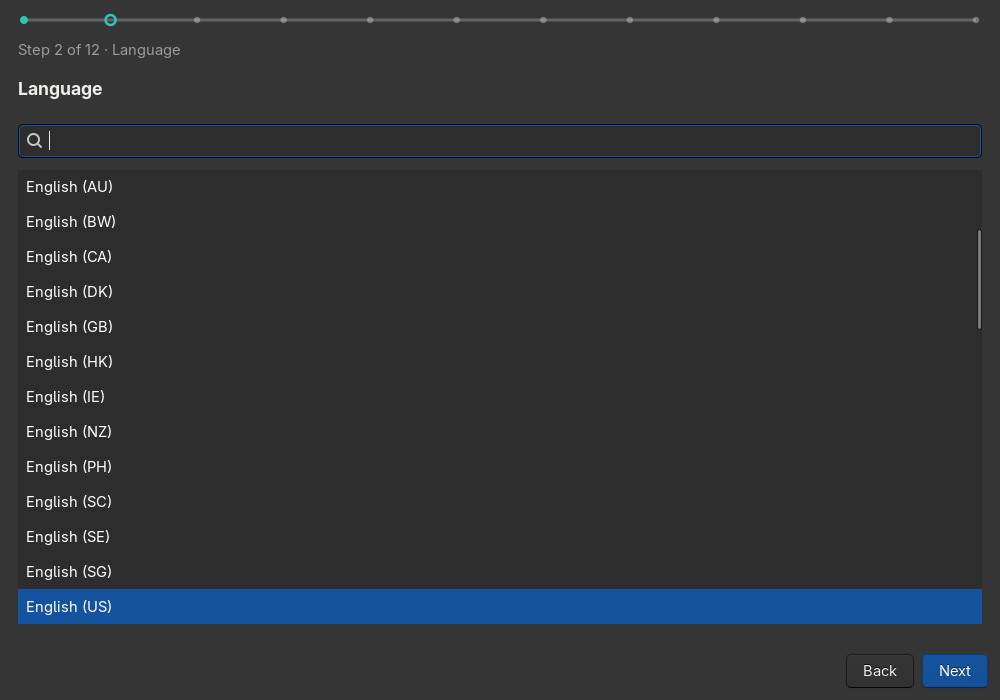 Step 2 of 12 · Language
Language
English (AU)
English (BW)
English (CA)
English (DK)
English (GB)
English (HK)
English (IE)
English (NZ)
English (PH)
English (SC)
English (SE)
English (SG)
English (US)
Back
Next